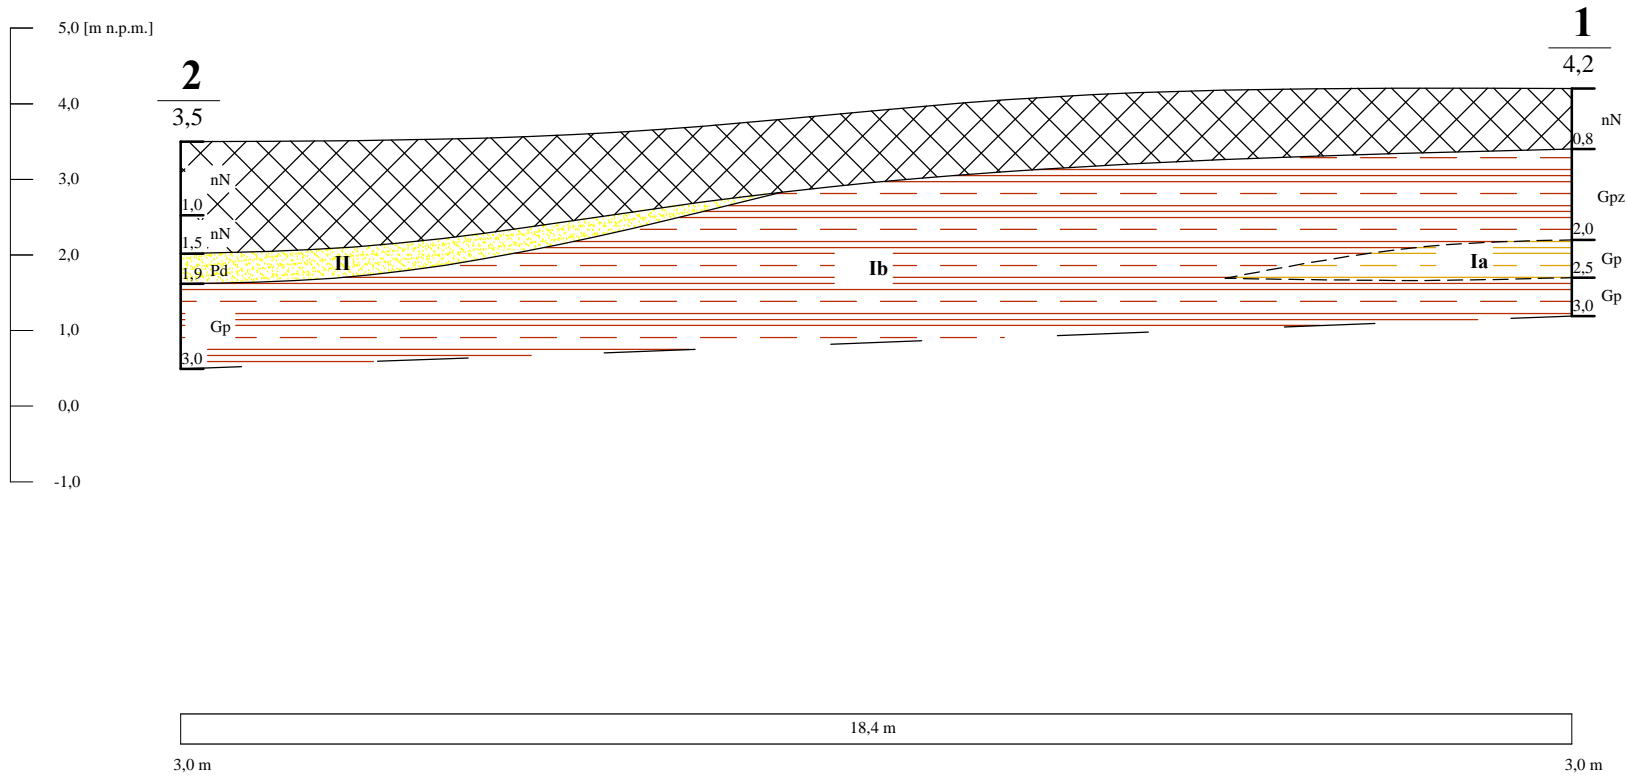 5,0 [m n.p.m.]
4,0
3,0
2,0
1,0
0,0
-1,0
2
3,5
1
4,2
nN
1,0
nN
1,5
Pd
1,9
Gp
3,0
II
Ib
Ia
nN
0,8
Gpz
2,0
Gp
2,5
Gp
3,0
18,4 m
3,0 m
3,0 m